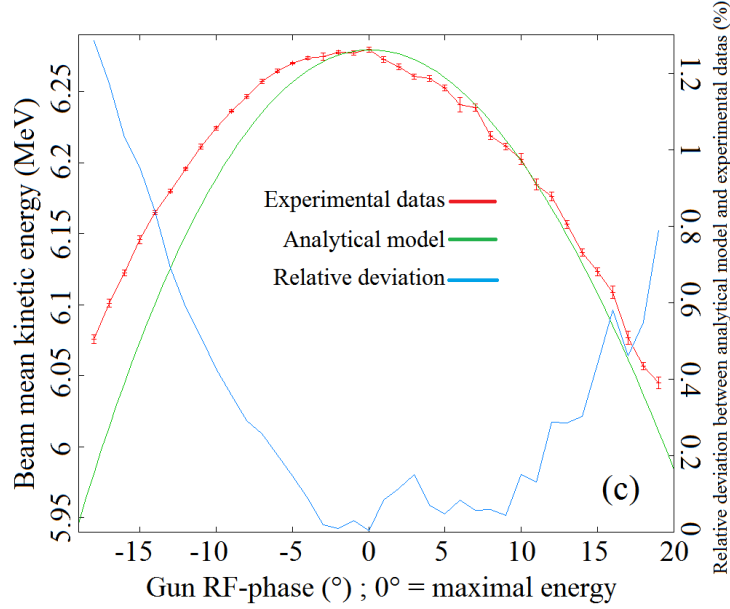 Beam mean kinetic energy (MeV)
6.25
6.2
6.15
6.1
6.05
6
5.95
Experimental datas
Analytical model
Relative deviation
(c)
1.2
1
0.8
0.6
0.4
0.2
0
Relative deviation between analytical model and experimental datas (%)
-15 -10 -5 0 5 10 15 20
Gun RF-phase (°) ; 0° = maximal energy